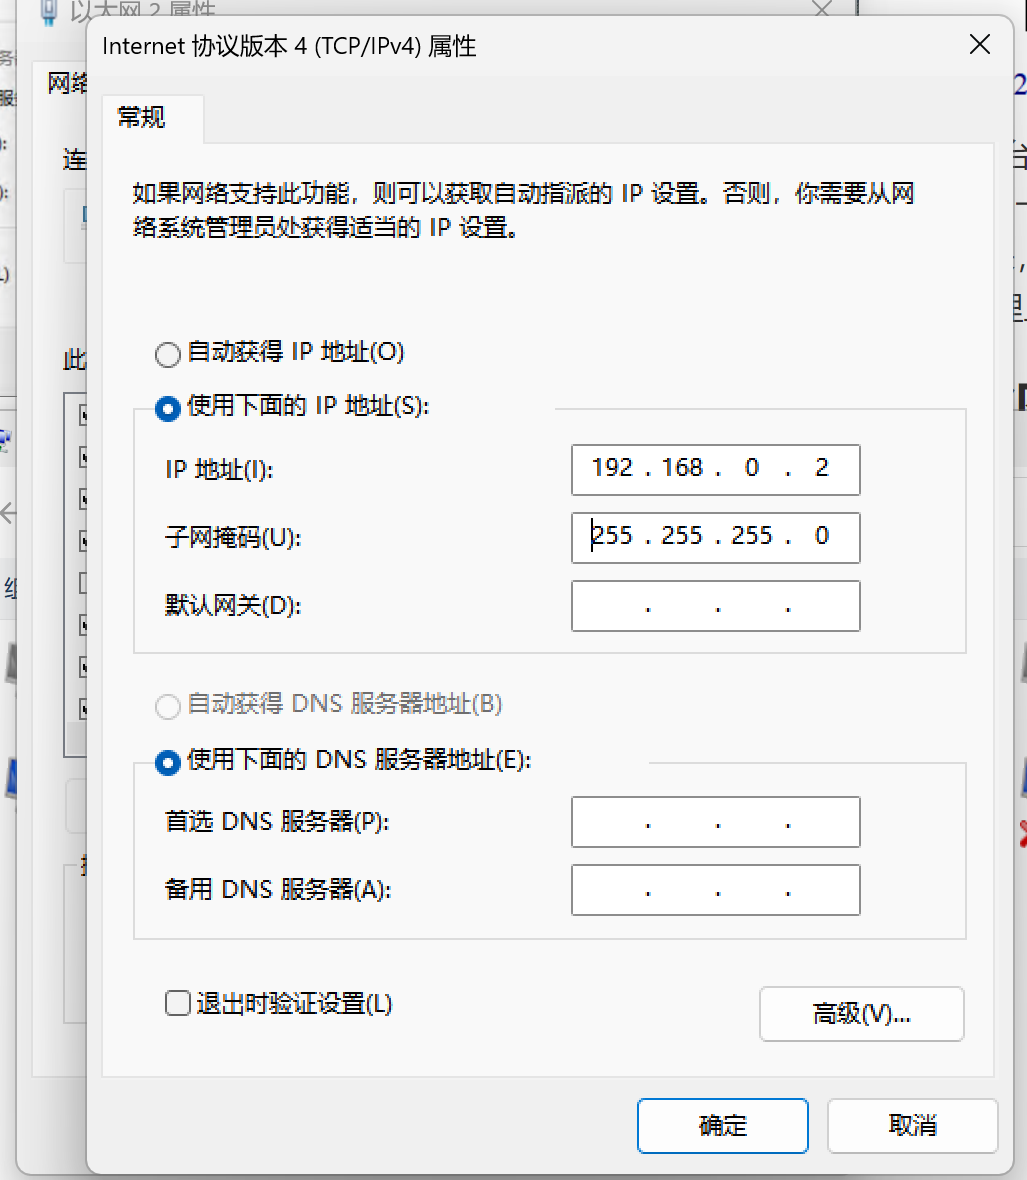 以太网 2 属性
Internet 协议版本 4 (TCP/IPv4) 属性
网络
常规
连
如果网络支持此功能，则可以获取自动指派的 IP 设置。否则，你需要从网
络系统管理员处获得适当的 IP 设置。
此
自动获得 IP 地址(O)
使用下面的 IP 地址(S):
IP 地址(I):
192 . 168 . 0 . 2
子网掩码(U):
255 . 255 . 255 . 0
默认网关(D):
. . .
自动获得 DNS 服务器地址(B)
使用下面的 DNS 服务器地址(E):
首选 DNS 服务器(P):
. . .
备用 DNS 服务器(A):
. . .
退出时验证设置(L)
高级(V)...
确定
取消